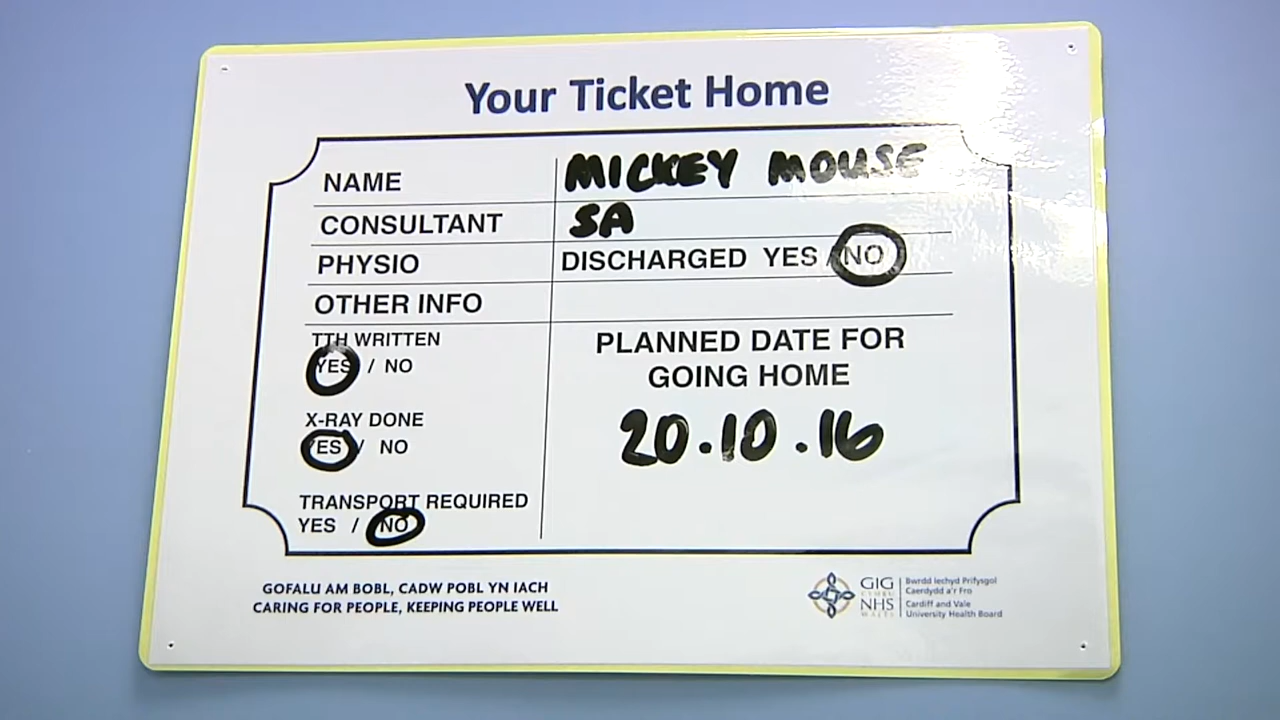 Your Ticket Home
NAME MICKEY MOUSE
CONSULTANT SA
PHYSIO DISCHARGED YES / NO
OTHER INFO
TTH WRITTEN
YES / NO
X-RAY DONE
YES / NO
TRANSPORT REQUIRED
YES / NO
PLANNED DATE FOR
GOING HOME
20.10.16
GOFALU AM BOBL, CADW POBL YN IACH
CARING FOR PEOPLE, KEEPING PEOPLE WELL
GIG
CYMRU
NHS
WALES
Bwrdd Iechyd Prifysgol
Caerdydd a'r Fro
Cardiff and Vale
University Health Board